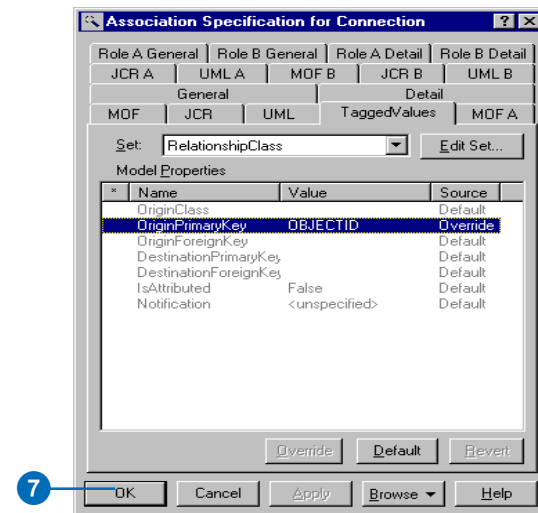 Association Specification for Connection
Role A General Role B General Role A Detail Role B Detail
JCR A UML A MOF B JCR B UML B
General Detail
MOF JCR UML TaggedValues MOF A
Set: RelationshipClass Edit Set...
Model Properties
* Name Value Source
OriginClass Default
OriginPrimaryKey OBJECTID Override
OriginForeignKey Default
DestinationPrimaryKey Default
DestinationForeignKey Default
IsAttributed False Default
Notification <unspecified> Default
Override Default Revert
7 OK Cancel Apply Browse Help